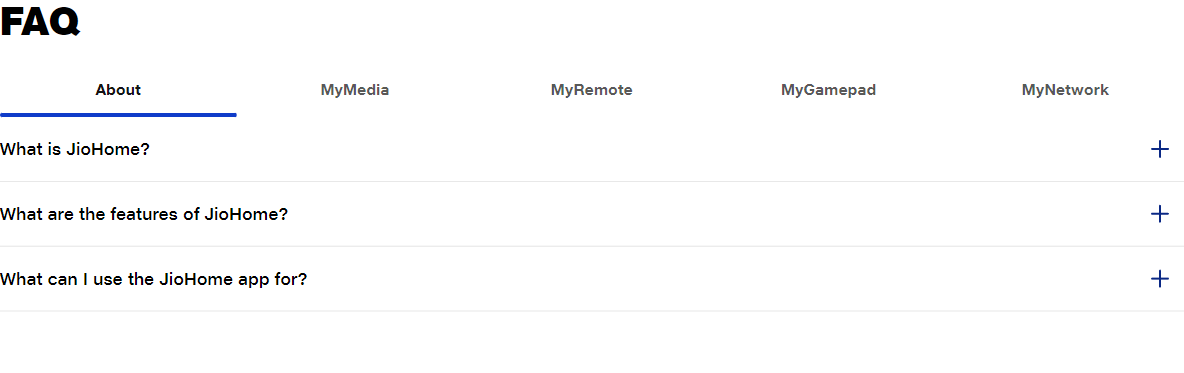 FAQ
About MyMedia MyRemote MyGamepad MyNetwork
What is JioHome?
What are the features of JioHome?
What can I use the JioHome app for?